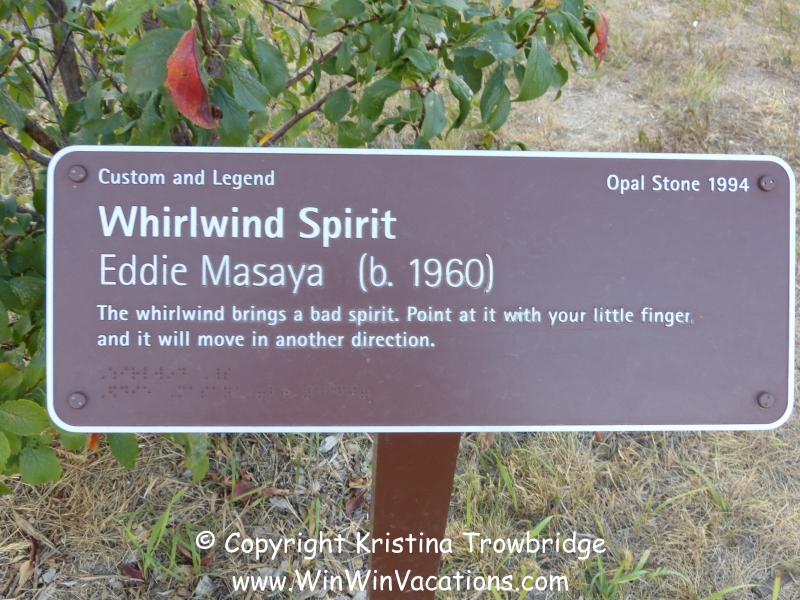 Custom and Legend
Opal Stone 1994
Whirlwind Spirit
Eddie Masaya (b. 1960)
The whirlwind brings a bad spirit. Point at it with your little finger,
and it will move in another direction.
© Copyright Kristina Trowbridge
www.WinWinVacations.com